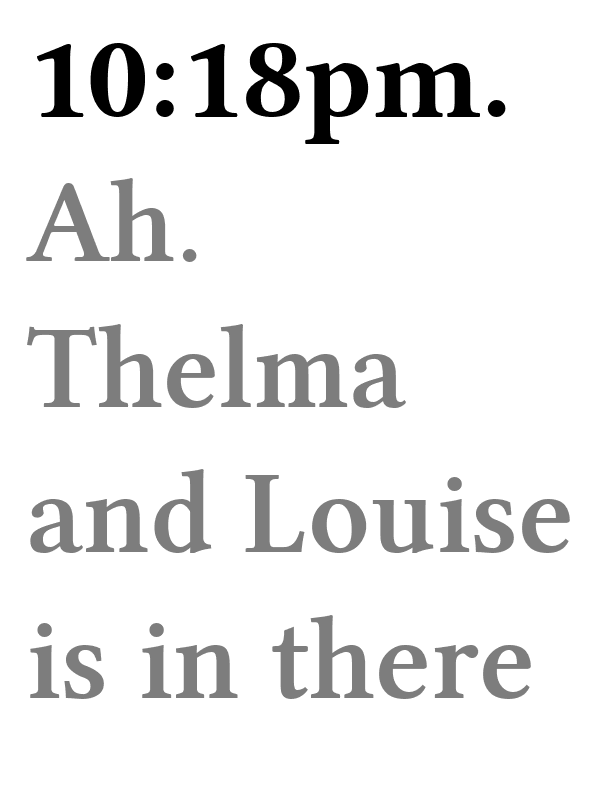 10:18pm.
Ah.
Thelma
and Louise
is in there